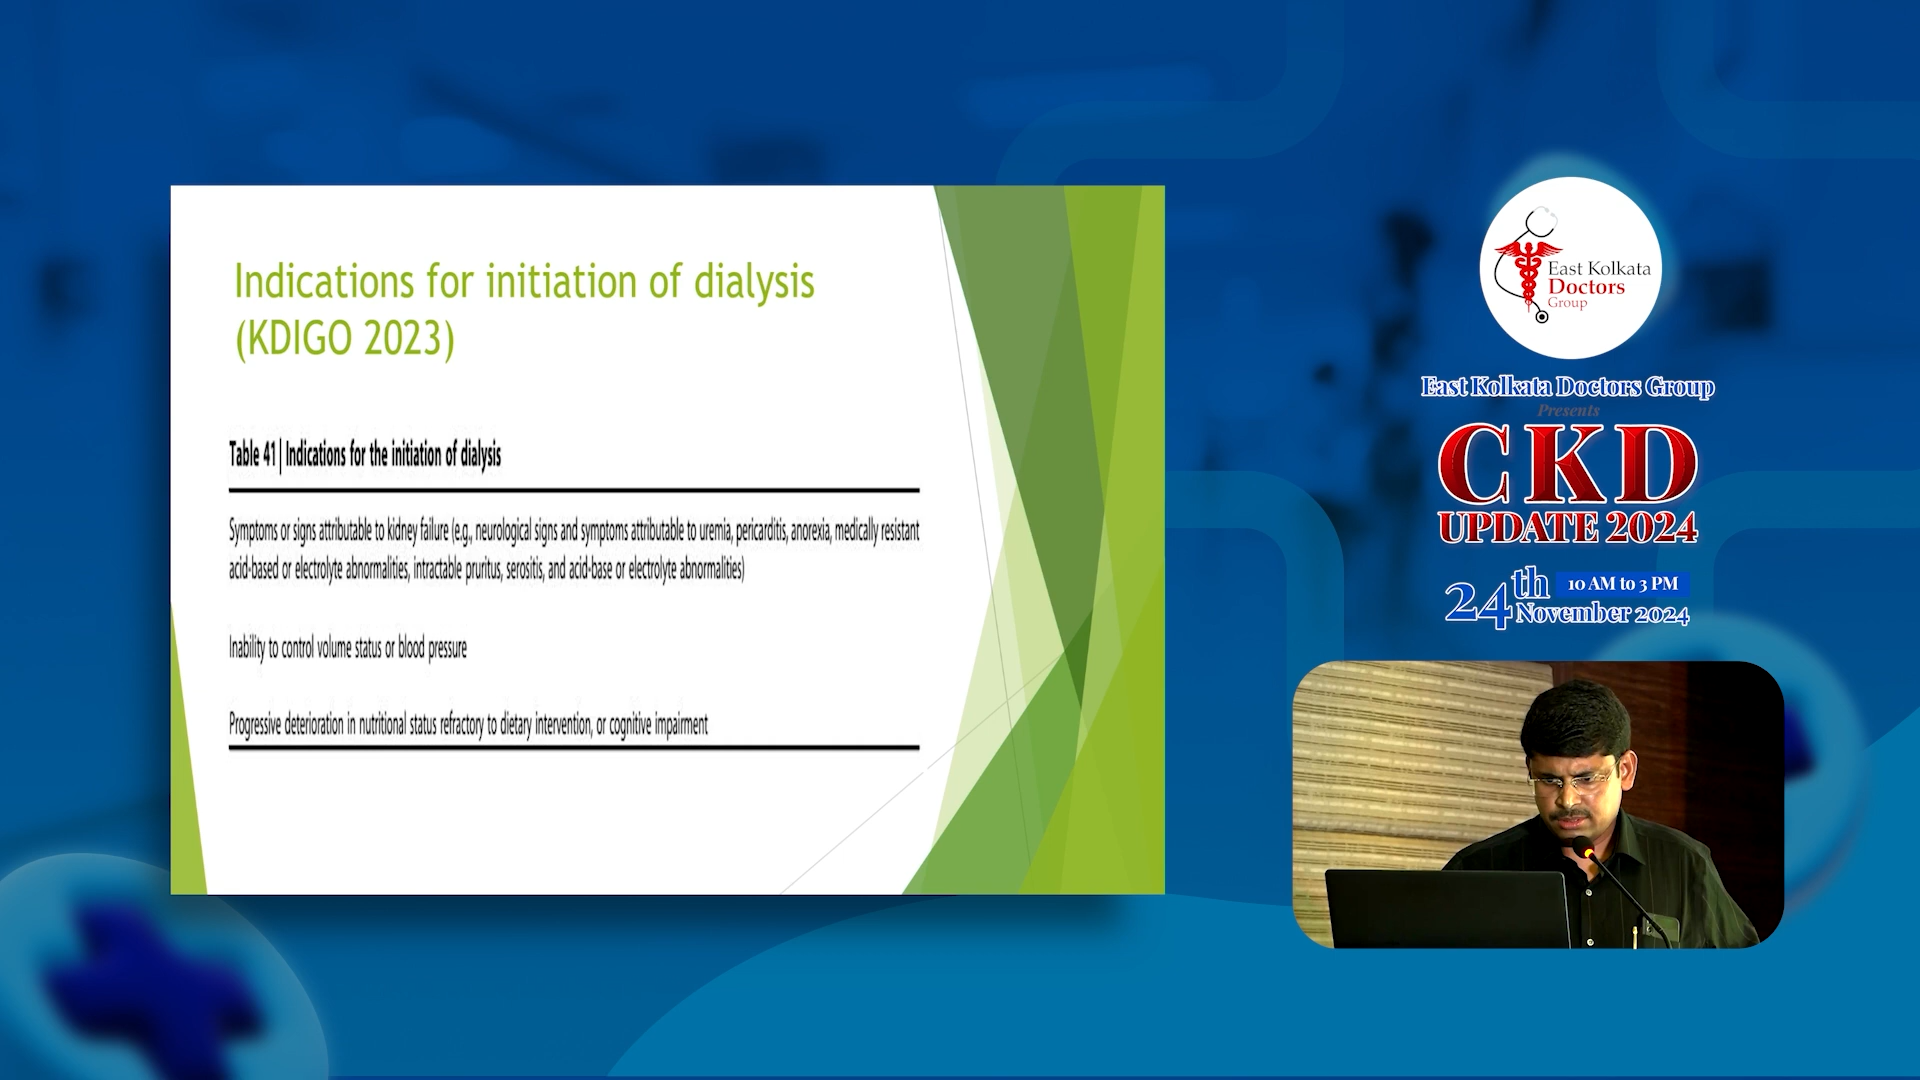 Indications for initiation of dialysis
(KDIGO 2023)
Table 41| Indications for the initiation of dialysis
Symptoms or signs attributable to kidney failure (e.g., neurological signs and symptoms attributable to uremia, pericarditis, anorexia, medically resistant
acid-based or electrolyte abnormalities, intractable pruritus, serositis, and acid-base or electrolyte abnormalities)
Inability to control volume status or blood pressure
Progressive deterioration in nutritional status refractory to dietary intervention, or cognitive impairment
East Kolkata
Doctors
Group
East Kolkata Doctors Group
Presents
CKD
UPDATE 2024
24th 10 AM to 3 PM
November 2024